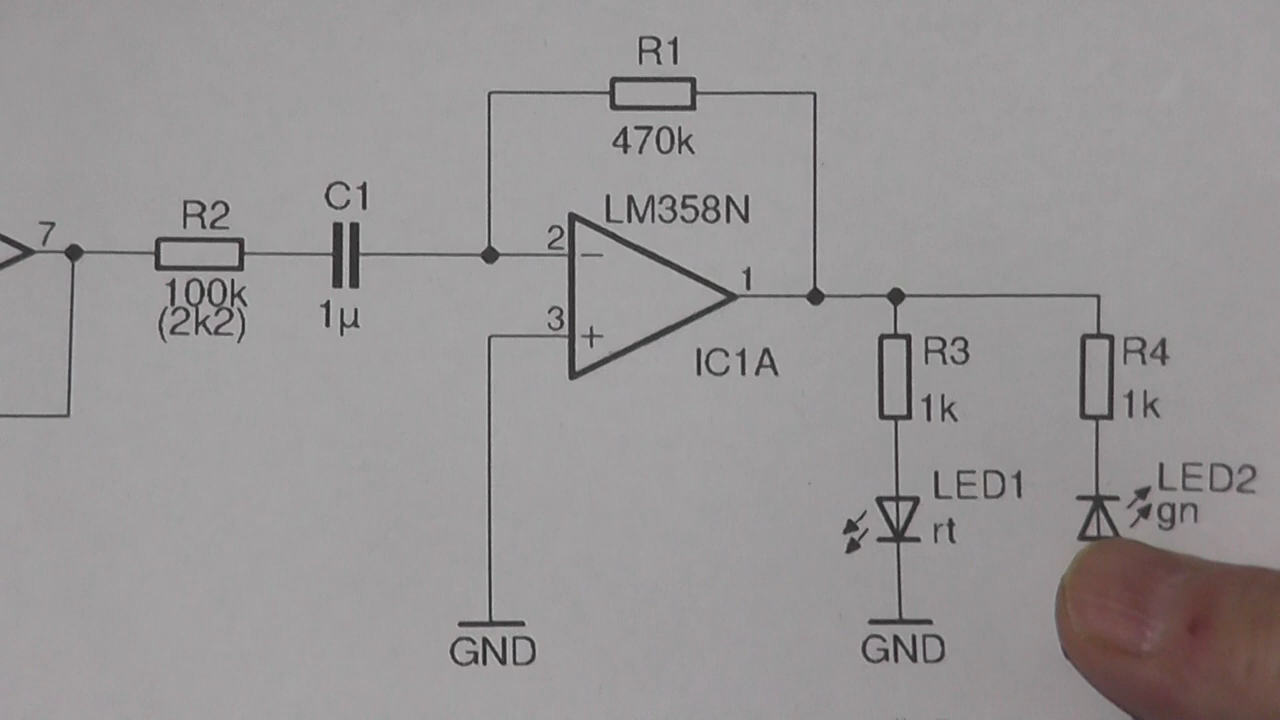 R1
470k
C1
R2
LM358N
7
2
−
1
100k
(2k2)
1µ
3
+
IC1A
R3
1k
R4
1k
LED1
rt
LED2
gn
GND
GND